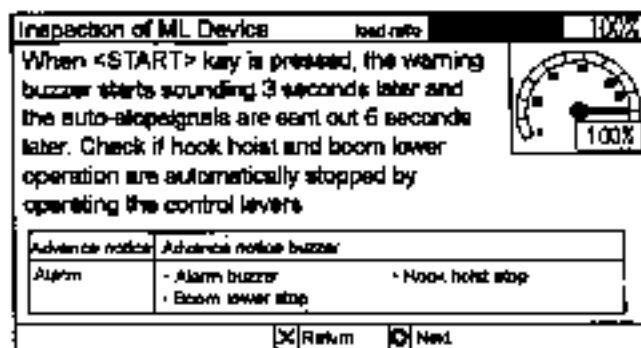 Inspection of ML Device load ratio 100%
When <START> key is pressed, the warning
buzzer starts sounding 3 seconds later and
the auto-stopsignals are sent out 6 seconds
later. Check if hook hoist and boom lower
operation are automatically stopped by
operating the control levers
100%
Advance notice Advance notice buzzer
Alarm - Alarm buzzer - Hook hoist stop
- Boom lower stop
X Return O Next